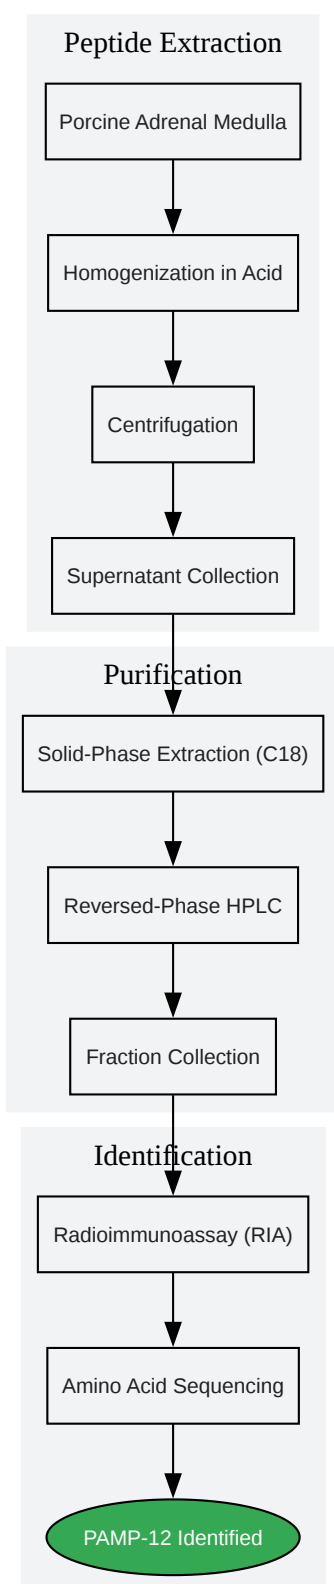 Peptide Extraction
Porcine Adrenal Medulla
Homogenization in Acid
Centrifugation
Supernatant Collection
Purification
Solid-Phase Extraction (C18)
Reversed-Phase HPLC
Fraction Collection
Identification
Radioimmunoassay (RIA)
Amino Acid Sequencing
PAMP-12 Identified